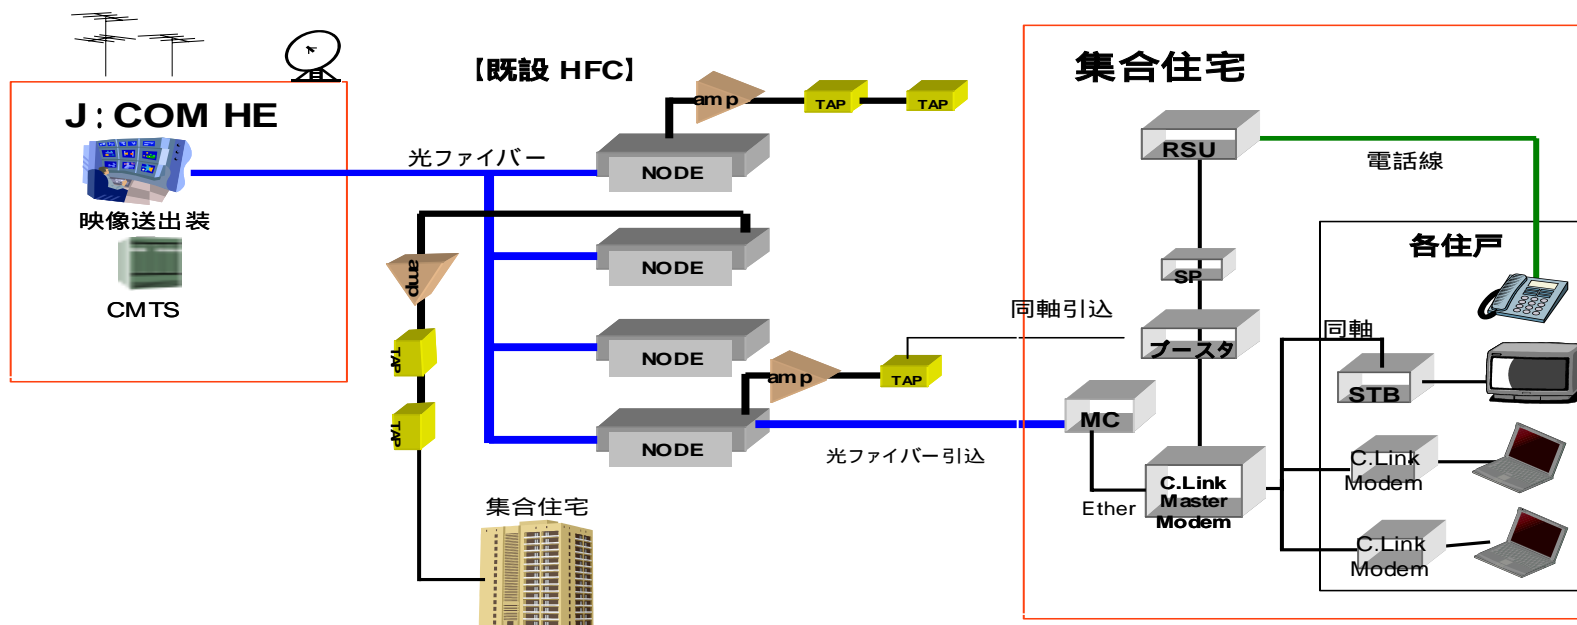 J:COM HE
映像送出装
CMTS
【既設 HFC】
光ファイバー
amp
TAP
TAP
NODE
NODE
NODE
NODE
amp
TAP
TAP
集合住宅
amp
TAP
同軸引込
光ファイバー引込
集合住宅
RSU
電話線
SP
ブースタ
MC
Ether
C.Link
Master
Modem
各住戸
同軸
STB
C.Link
Modem
C.Link
Modem